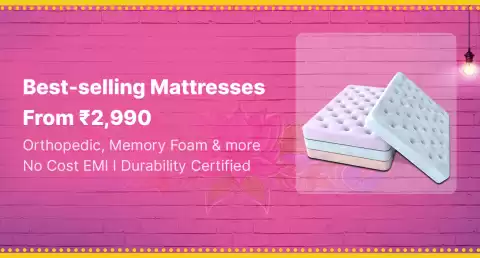 Best-selling Mattresses
From ₹2,990
Orthopedic, Memory Foam & more
No Cost EMI | Durability Certified